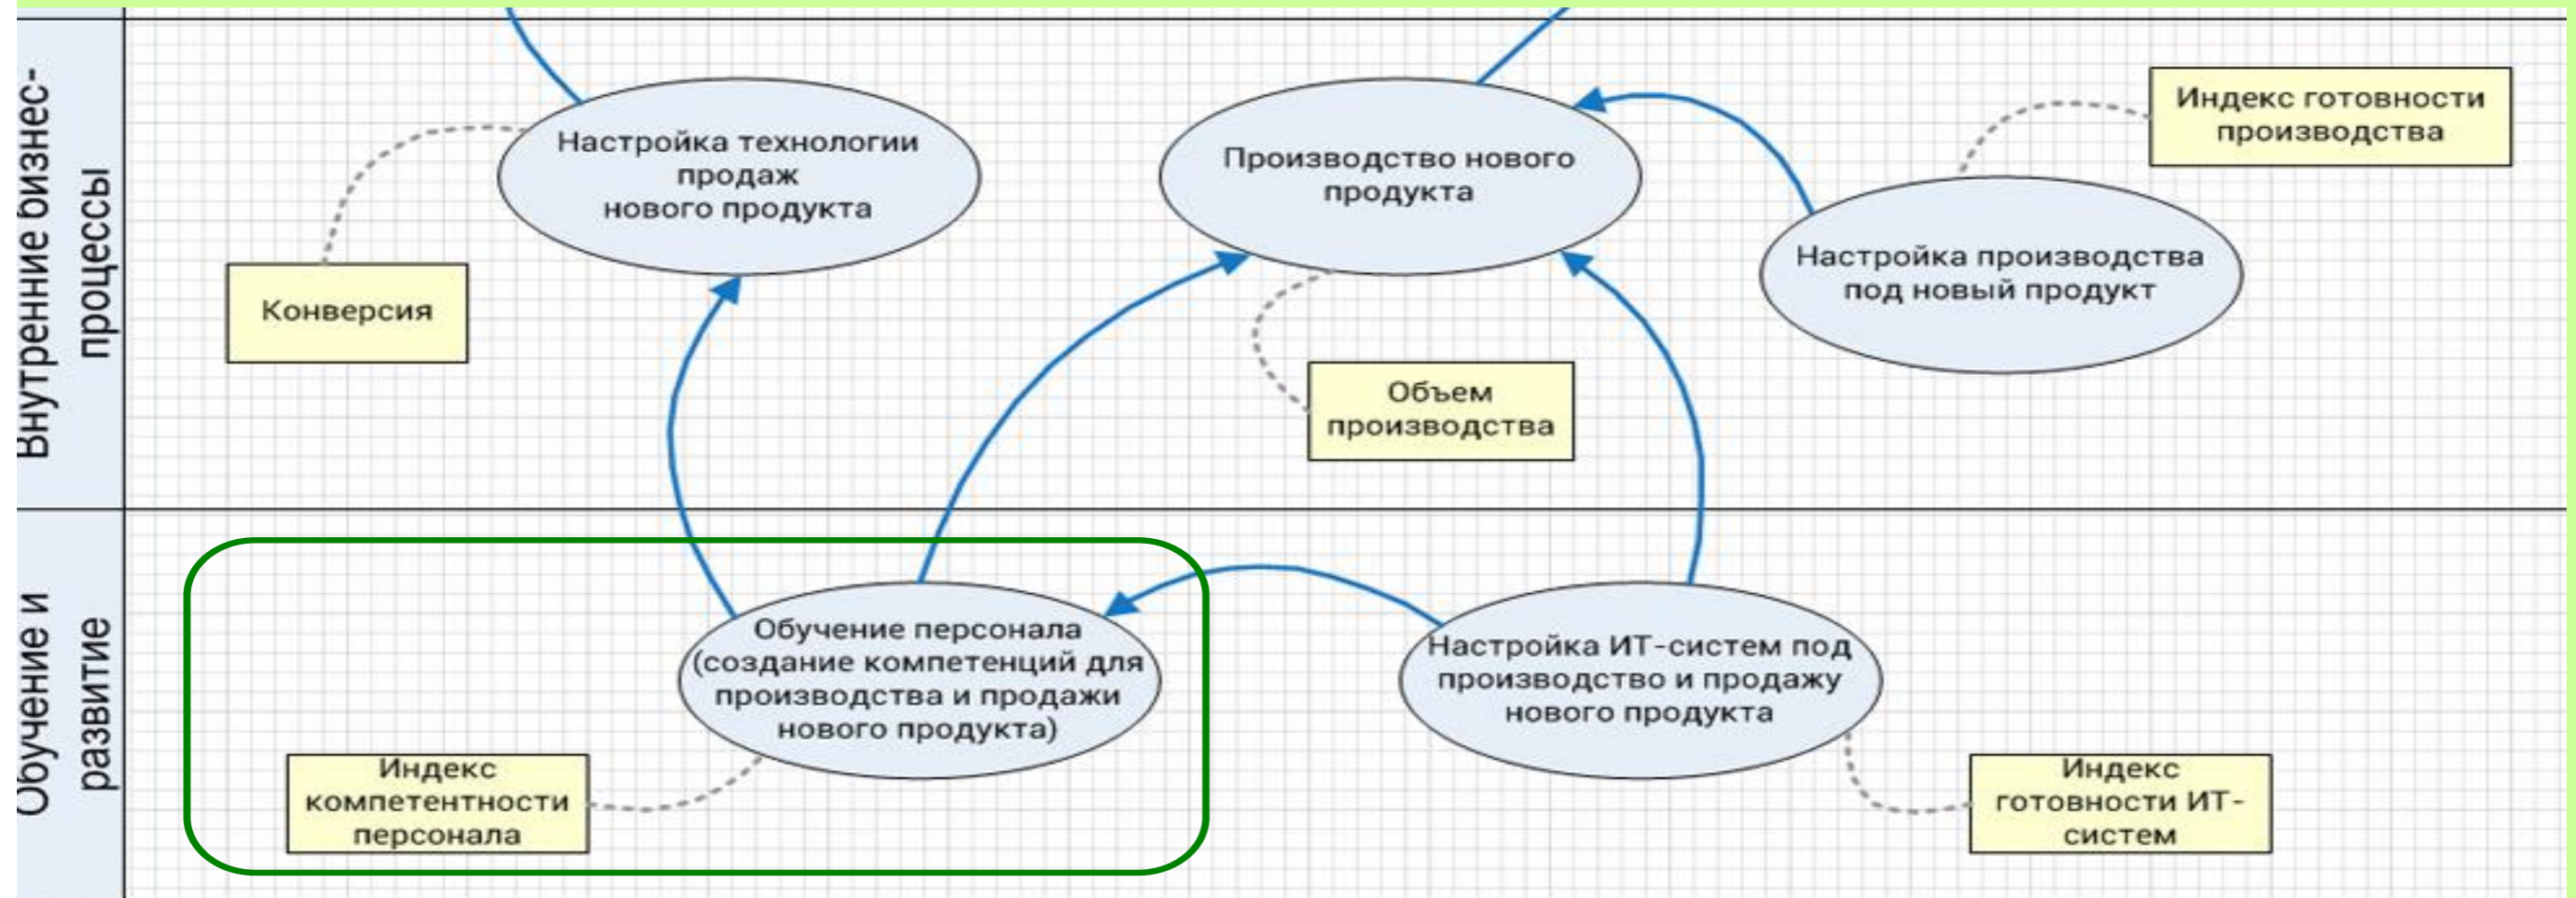 Внутренние бизнес-
процессы
Настройка технологии
продаж
нового продукта
Производство нового
продукта
Индекс готовности
производства
Настройка производства
под новый продукт
Конверсия
Объем
производства
Обучение и
развитие
Обучение персонала
(создание компетенций для
производства и продажи
нового продукта)
Настройка ИТ-систем под
производство и продажу
нового продукта
Индекс
компетентности
персонала
Индекс
готовности ИТ-
систем